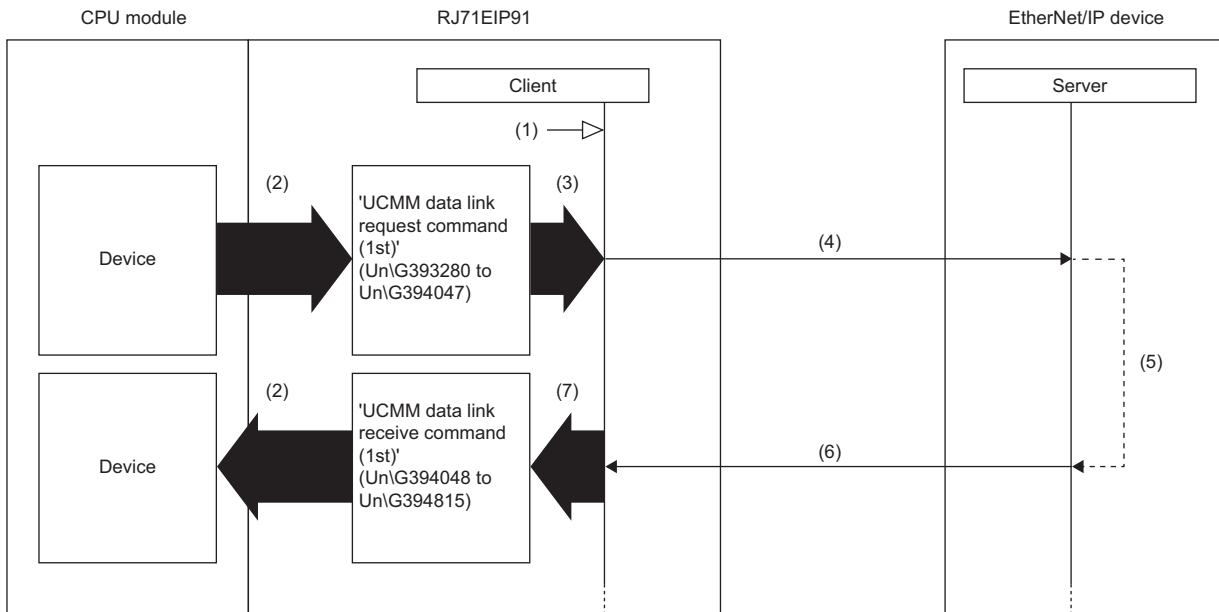 CPU module
RJ71EIP91
EtherNet/IP device
Client
Server
(1)
(2)
(3)
Device
'UCMM data link
request command
(1st)'
(Un\G393280 to
Un\G394047)
(4)
(5)
(2)
(7)
Device
'UCMM data link
receive command
(1st)'
(Un\G394048 to
Un\G394815)
(6)